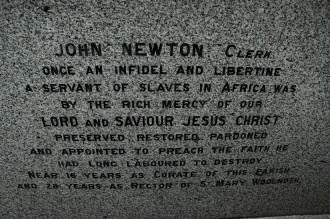 JOHN NEWTON, CLERK
ONCE AN INFIDEL AND LIBERTINE
A SERVANT OF SLAVES IN AFRICA WAS
BY THE RICH MERCY OF OUR
LORD AND SAVIOUR JESUS CHRIST
PRESERVED, RESTORED, PARDONED
AND APPOINTED TO PREACH THE FAITH HE
HAD LONG LABOURED TO DESTROY.
NEAR 16 YEARS AS CURATE OF THIS PARISH
AND 28 YEARS AS RECTOR OF ST MARY WOOLNOTH.